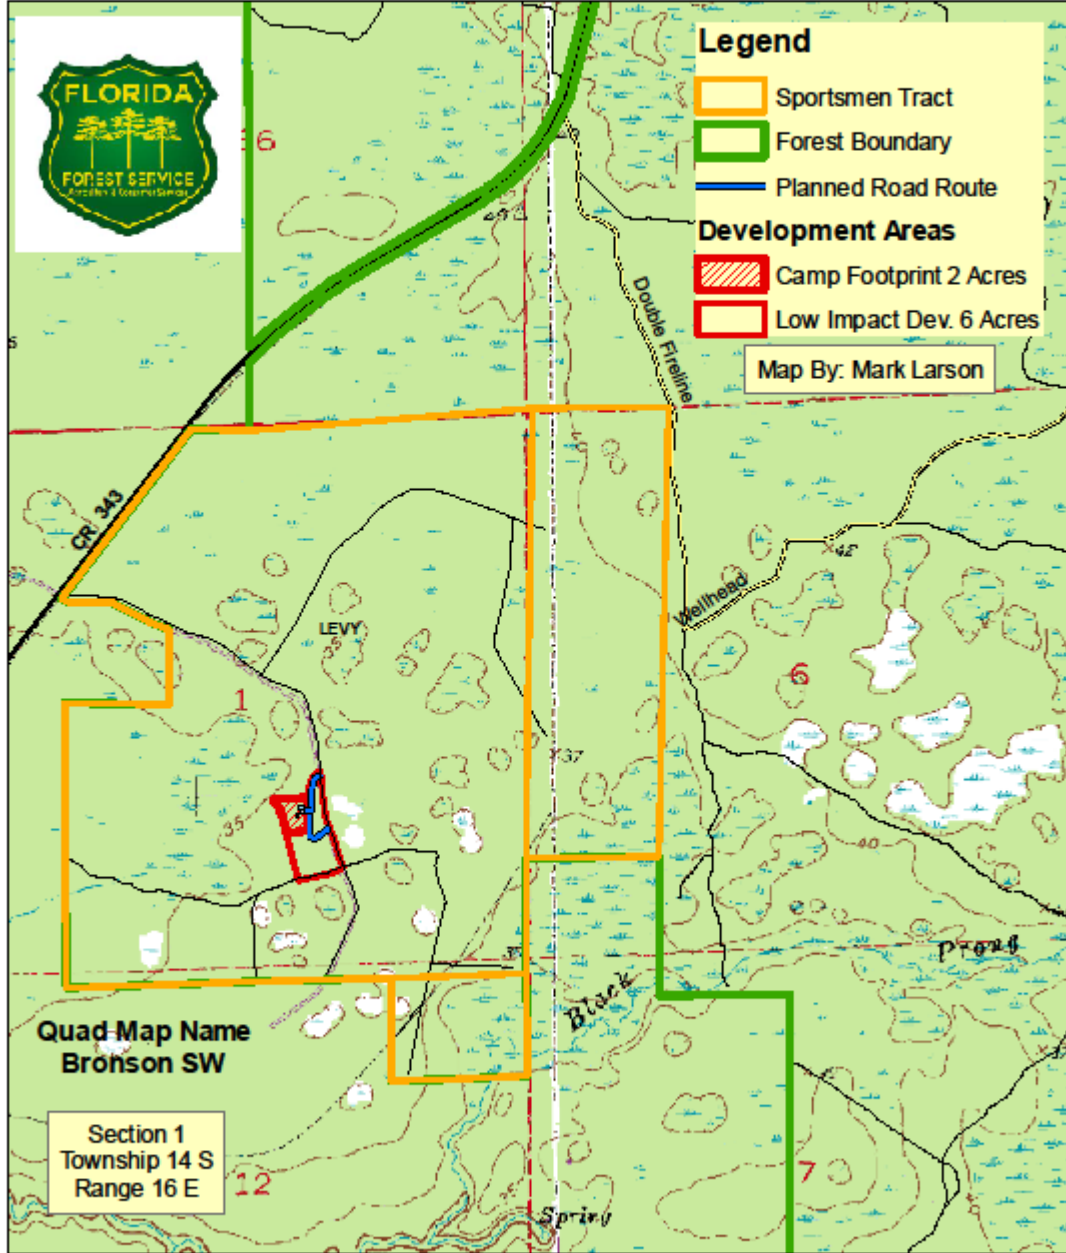 FLORIDA
FOREST SERVICE
Legend
Sportsmen Tract
Forest Boundary
Planned Road Route
Development Areas
Camp Footprint 2 Acres
Low Impact Dev. 6 Acres
Map By: Mark Larson
Double Fireline
CR 343
Wellhead
42
LEVY
35
1
6
37
35
40
Prong
Black
Quad Map Name
Bronson SW
Section 1
Township 14 S
Range 16 E
12
7
Spring